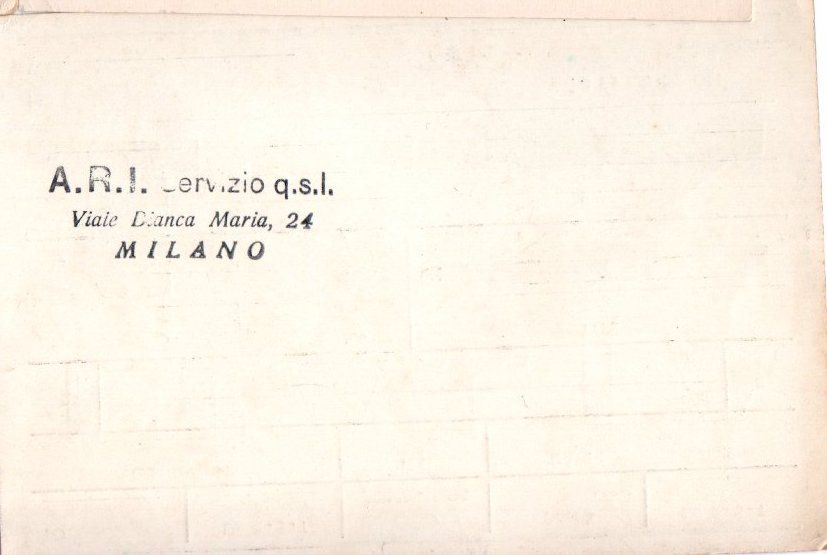 A.R.I. Servizio q.s.l.
Viale Bianca Maria, 24
MILANO